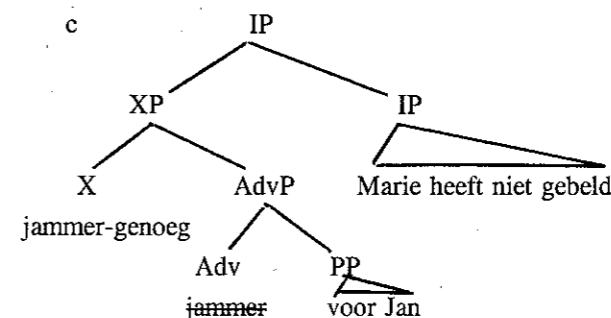 c IP
XP IP
X AdvP Marie heeft niet gebeld
jammer-genoeg
Adv PP
jammer voor Jan